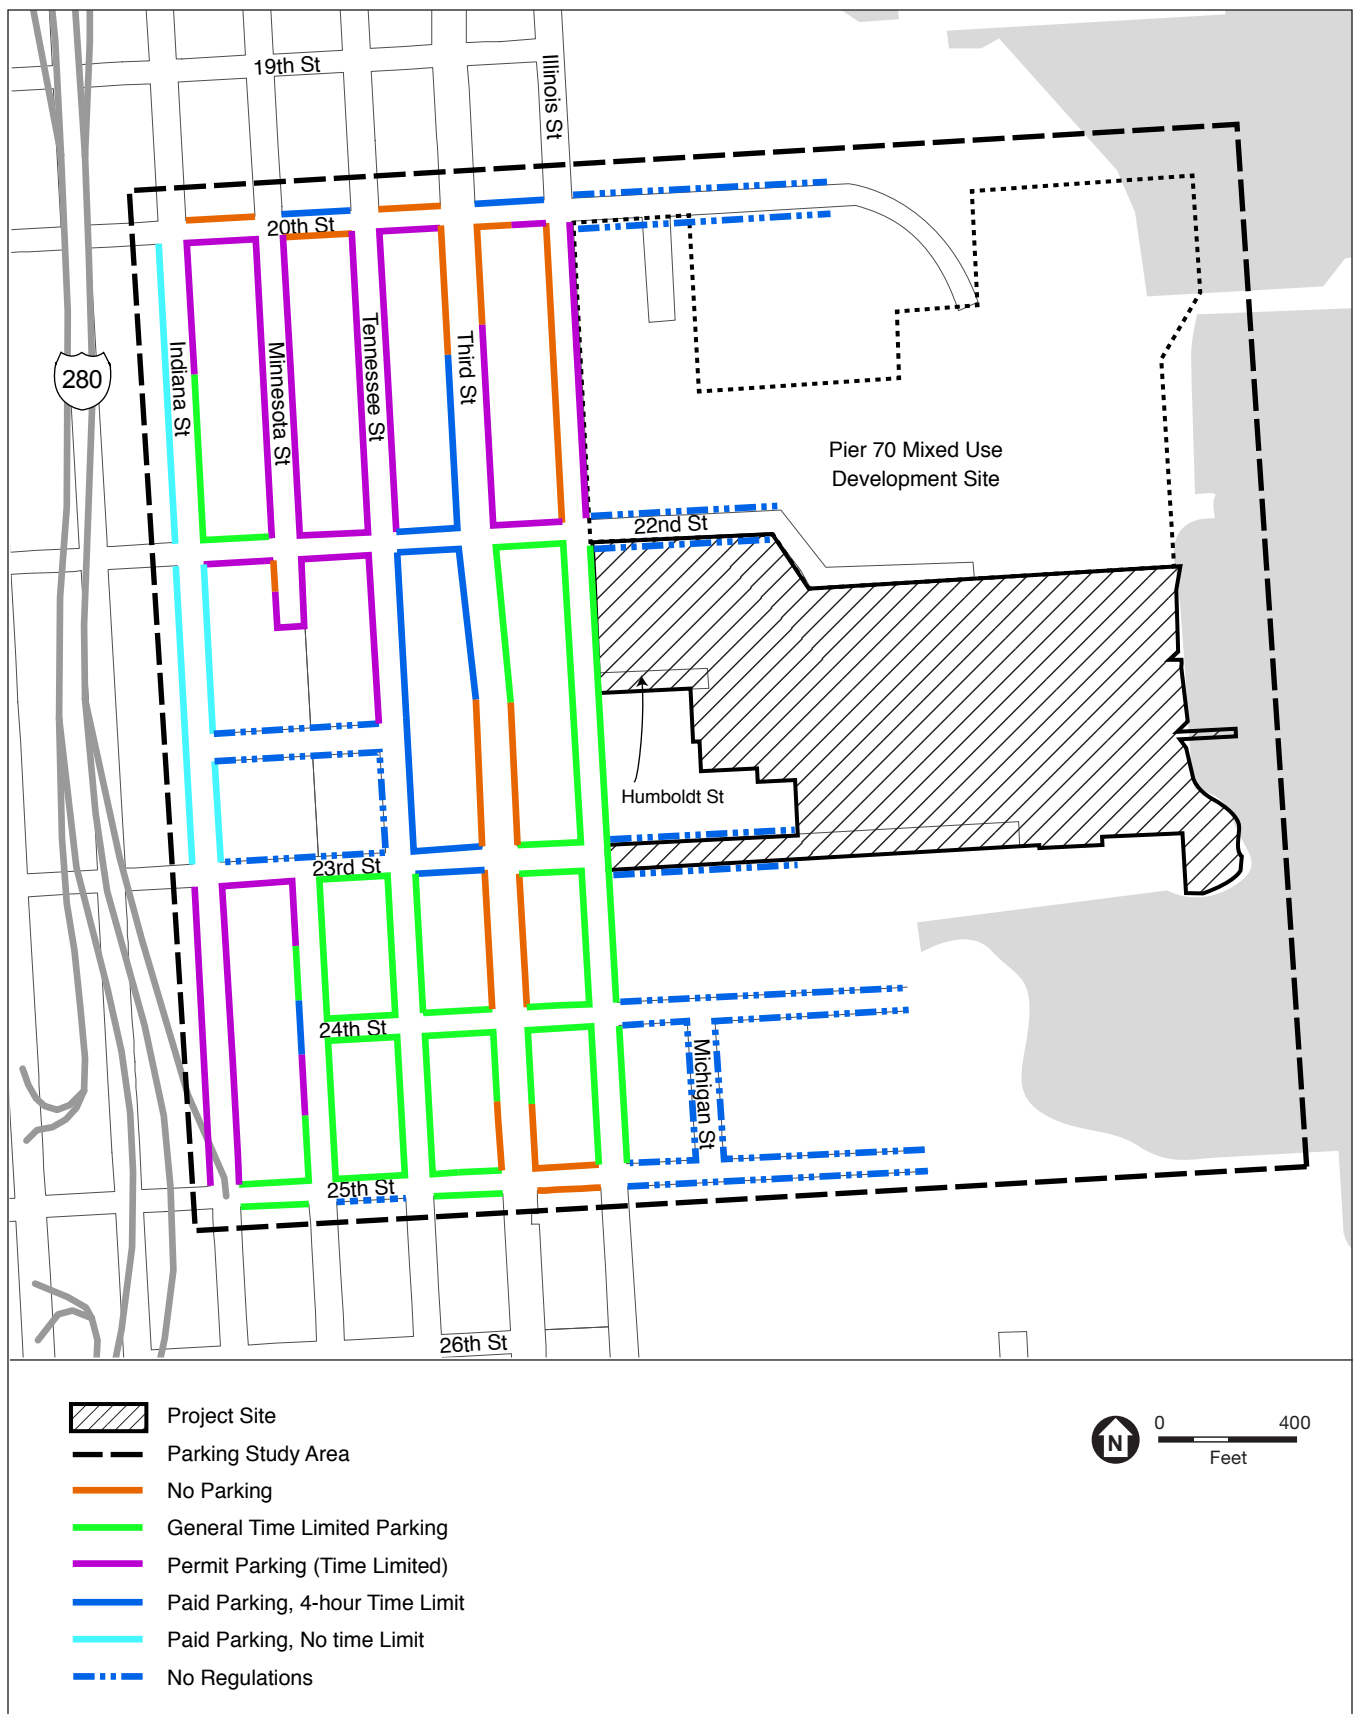 19th St
Illinois St
20th St
Indiana St
Minnesota St
Tennessee St
Third St
280
Pier 70 Mixed Use
Development Site
22nd St
Humboldt St
23rd St
24th St
Michigan St
25th St
26th St
Project Site
Parking Study Area
No Parking
General Time Limited Parking
Permit Parking (Time Limited)
Paid Parking, 4-hour Time Limit
Paid Parking, No time Limit
No Regulations
N
0 400
Feet